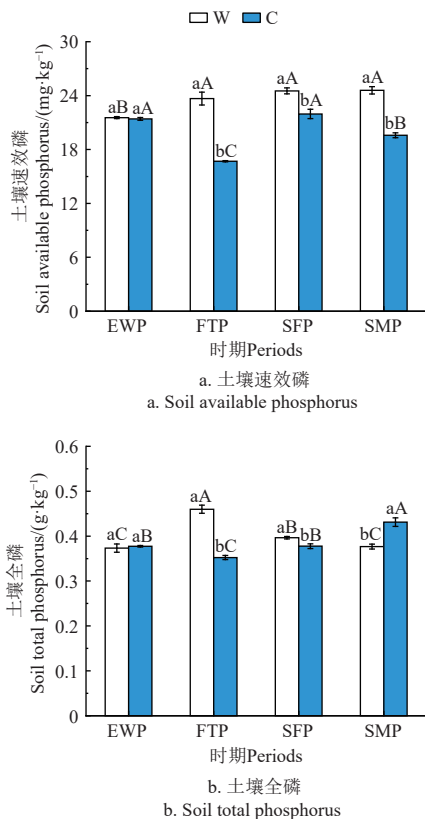 W C
土壤速效磷
Soil available phosphorus/(mg·kg⁻¹)
30
24
18
12
6
0
aB aA
aA
bC
aA
bA
aA
bB
EWP FTP SFP SMP
时期Periods
a. 土壤速效磷
a. Soil available phosphorus
土壤全磷
Soil total phosphorus/(g·kg⁻¹)
0.6
0.5
0.4
0.3
0.2
0.1
0
aC aB
aA
bC
aB
bB
bC
aA
EWP FTP SFP SMP
时期Periods
b. 土壤全磷
b. Soil total phosphorus